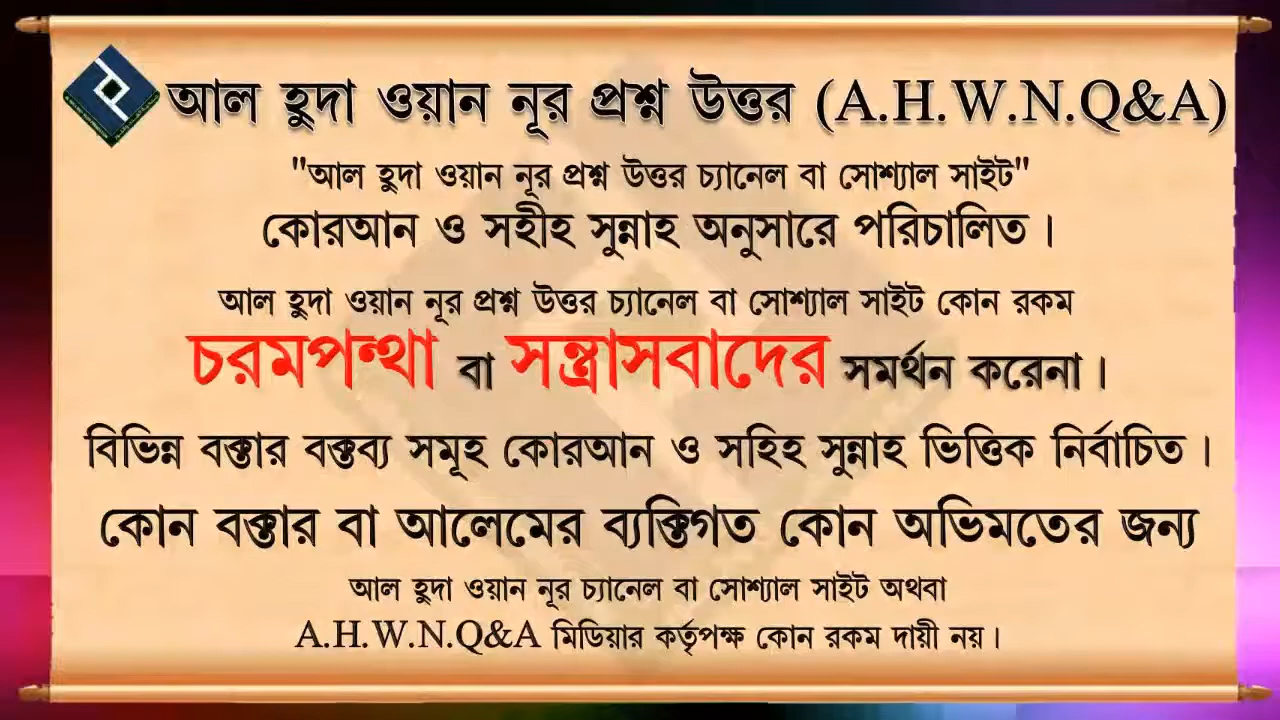 আল হুদা ওয়ান নূর প্রশ্ন উত্তর (A.H.W.N.Q&A)
"আল হুদা ওয়ান নূর প্রশ্ন উত্তর চ্যানেল বা সোশ্যাল সাইট"
কোরআন ও সহীহ সুন্নাহ অনুসারে পরিচালিত।
আল হুদা ওয়ান নূর প্রশ্ন উত্তর চ্যানেল বা সোশ্যাল সাইট কোন রকম
চরমপন্থা বা সন্ত্রাসবাদের সমর্থন করেনা।
বিভিন্ন বক্তার বক্তব্য সমূহ কোরআন ও সহিহ সুন্নাহ ভিত্তিক নির্বাচিত।
কোন বক্তার বা আলেমের ব্যক্তিগত কোন অভিমতের জন্য
আল হুদা ওয়ান নূর চ্যানেল বা সোশ্যাল সাইট অথবা
A.H.W.N.Q&A মিডিয়ার কর্তৃপক্ষ কোন রকম দায়ী নয়।